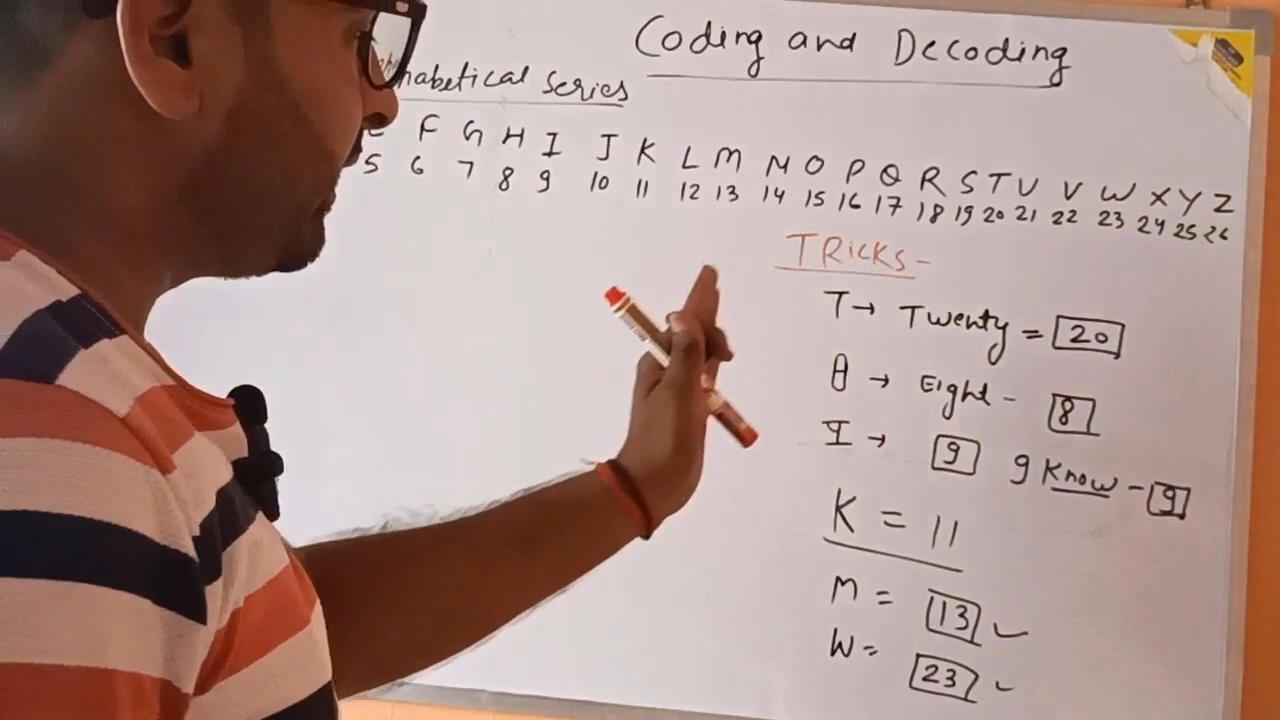 Coding and Decoding
habetical Series
F G H I J K L M N O P Q R S T U V W X Y Z
5 6 7 8 9 10 11 12 13 14 15 16 17 18 19 20 21 22 23 24 25 26
TRICKS-
T→ Twenty = 20
θ → Eight - 8
I → 9 9 Know - 9
K = 11
M = 13 ✓
W= 23 ✓